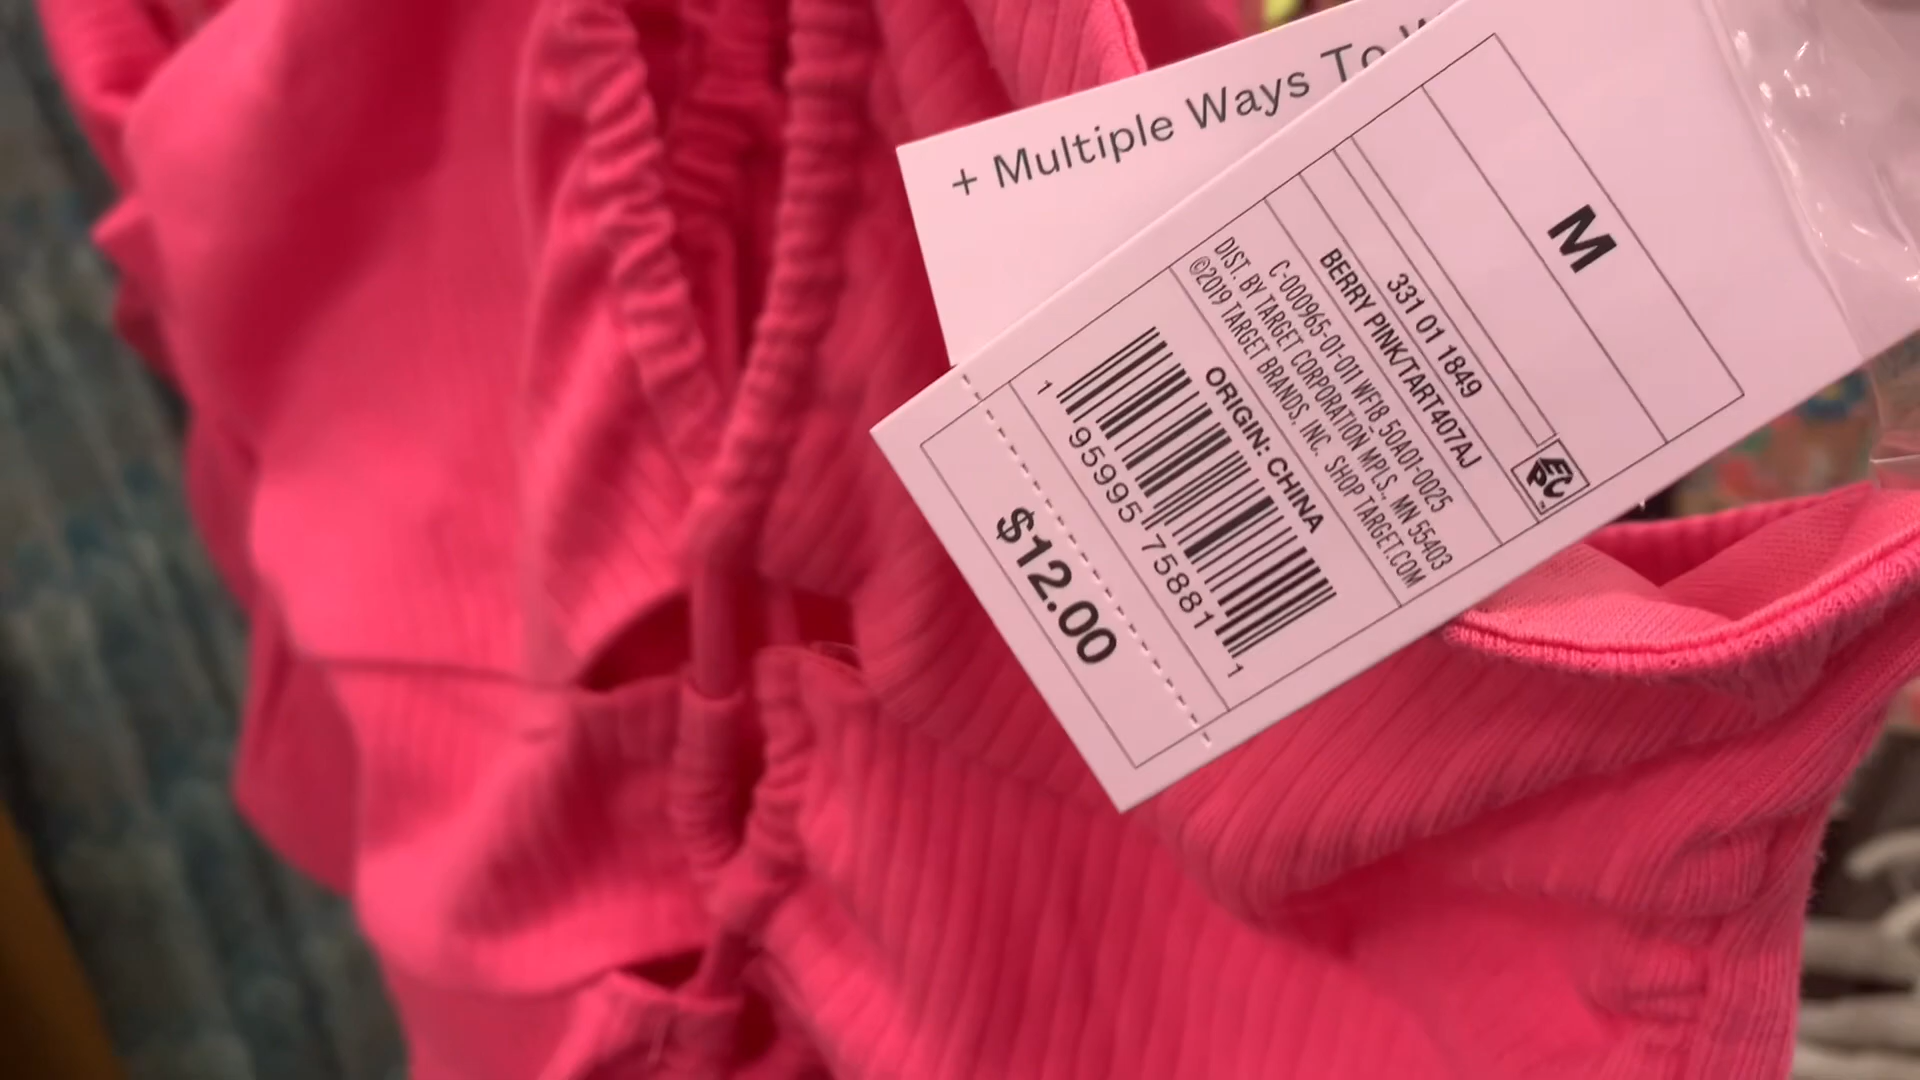 + Multiple Ways To
M
331 01 1849
BERRY PINK/TART407AJ
C-000965-01-011 WF18 50A01-0025
DIST. BY TARGET CORPORATION MPLS., MN 55403
©2019 TARGET BRANDS, INC. SHOP TARGET.COM
ORIGIN: CHINA
1 95995 75881 1
$12.00